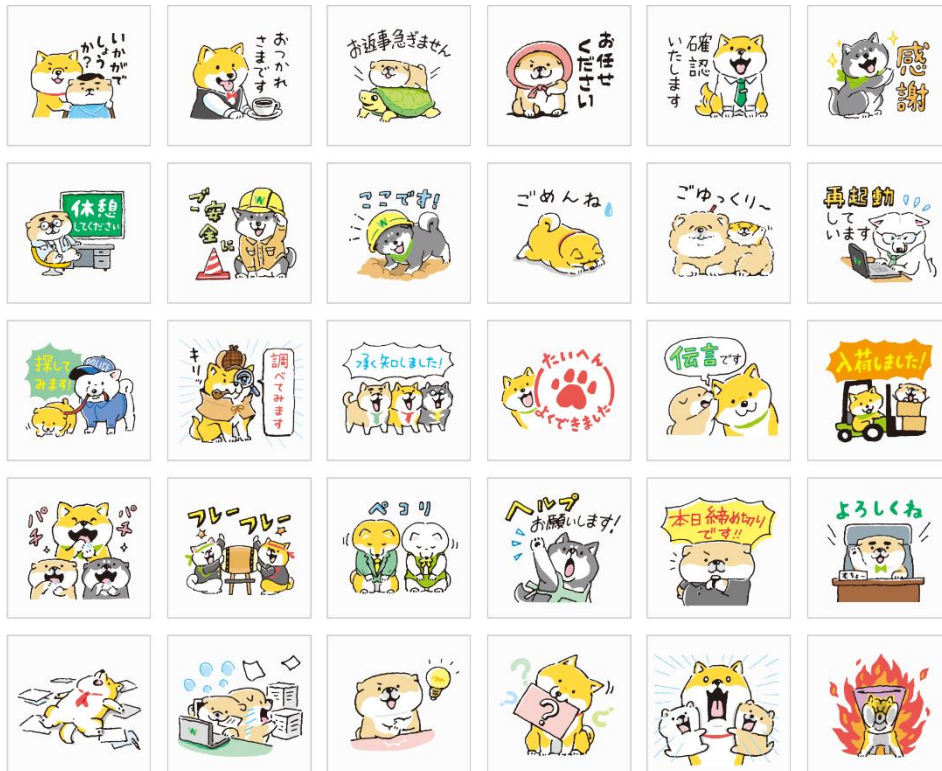 いかがで
しょう
か?
おつかれ
さまです
お返事急ぎません
お任せ
ください
確認
いたします
感謝
休憩
してください
ご安全に
W
ここです!
W
ごめんね
ごゆっくり~
再起動
して
います
W
探して
みます!
POLICE
キリッ
調べてみます
承知しました!
たいへん
よくできました
伝言です
入荷しました!
パチ
パチ
フレー
フレー
ペコリ
ヘルプ
お願いします!
本日締め切り
です!!
よろしくね
むちょー
W
?
?
?
?